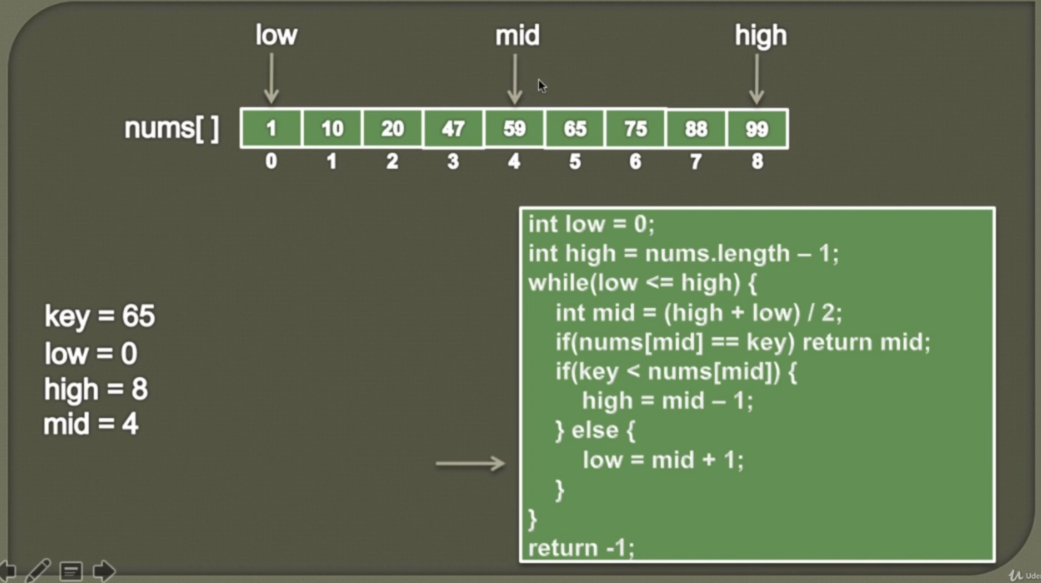 low mid high
nums[ ] 1 10 20 47 59 65 75 88 99
0 1 2 3 4 5 6 7 8
int low = 0;
int high = nums.length – 1;
while(low <= high) {
int mid = (high + low) / 2;
if(nums[mid] == key) return mid;
if(key < nums[mid]) {
high = mid – 1;
} else {
low = mid + 1;
}
}
return -1;
key = 65
low = 0
high = 8
mid = 4